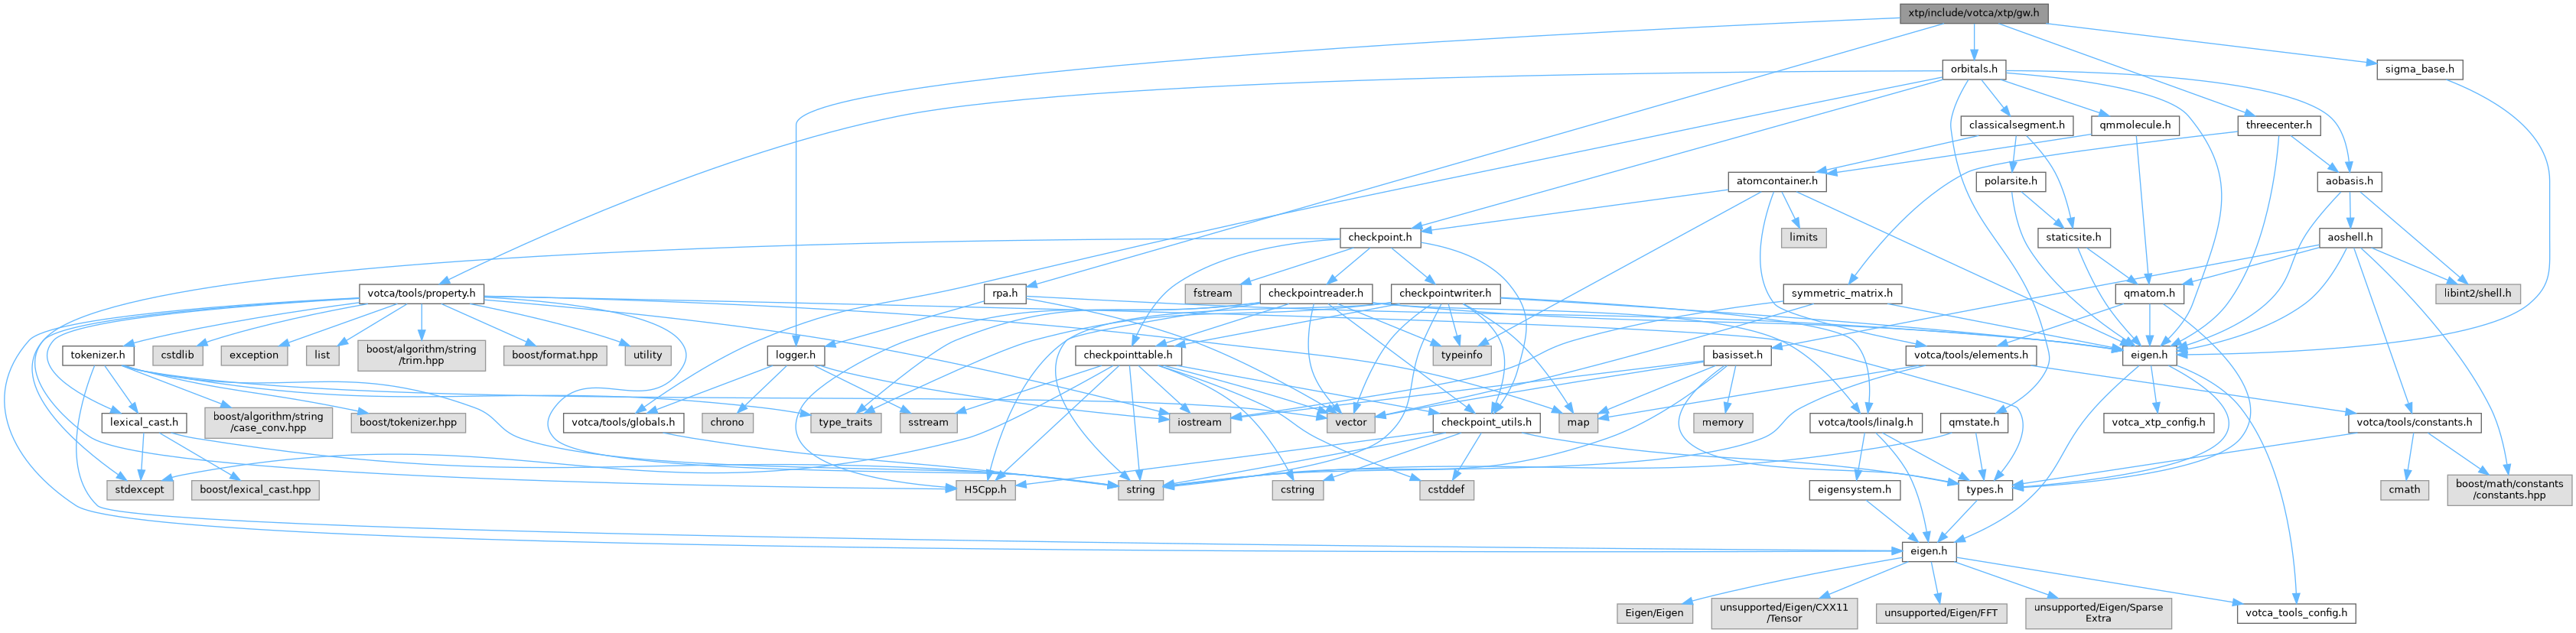 xtp/include/votca/xtp/gw.h
orbitals.h
sigma_base.h
classicalsegment.h
qmmolecule.h
threecenter.h
atomcontainer.h
polarsite.h
aobasis.h
checkpoint.h
limits
staticsite.h
aoshell.h
votca/tools/property.h
rpa.h
fstream
checkpointreader.h
checkpointwriter.h
symmetric_matrix.h
qmatom.h
libint2/shell.h
tokenizer.h
cstdlib
exception
list
boost/algorithm/string
/trim.hpp
boost/format.hpp
utility
logger.h
checkpointtable.h
typeinfo
basisset.h
votca/tools/elements.h
eigen.h
lexical_cast.h
boost/algorithm/string
/case_conv.hpp
boost/tokenizer.hpp
votca/tools/globals.h
chrono
type_traits
sstream
iostream
vector
checkpoint_utils.h
map
memory
votca/tools/linalg.h
qmstate.h
votca_xtp_config.h
votca/tools/constants.h
stdexcept
boost/lexical_cast.hpp
H5Cpp.h
string
cstring
cstddef
eigensystem.h
types.h
cmath
boost/math/constants
/constants.hpp
eigen.h
Eigen/Eigen
unsupported/Eigen/CXX11
/Tensor
unsupported/Eigen/FFT
unsupported/Eigen/Sparse
Extra
votca_tools_config.h